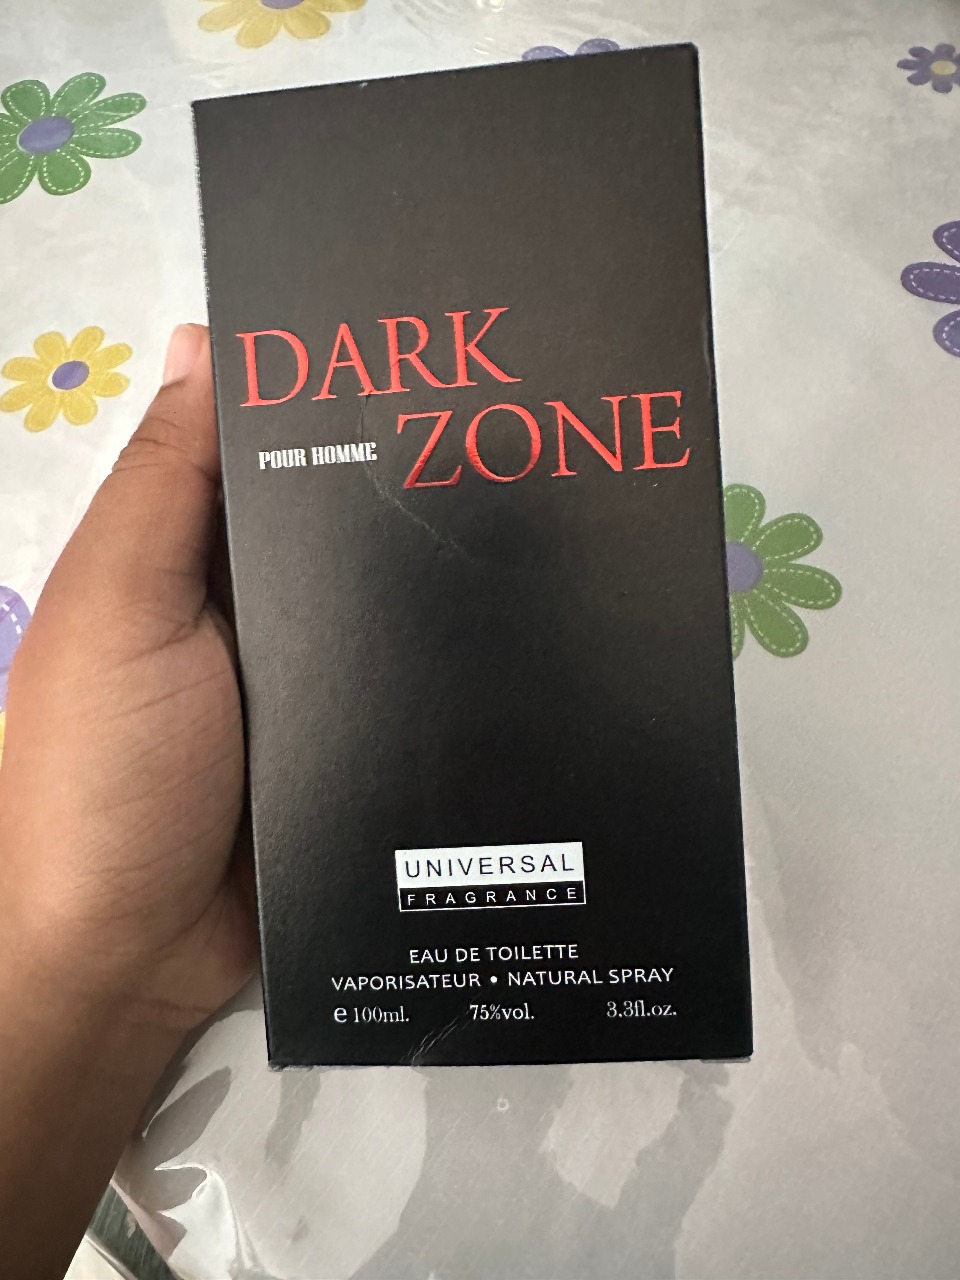 DARK
ZONE
POUR HOMME
UNIVERSAL
FRAGRANCE
EAU DE TOILETTE
VAPORISATEUR • NATURAL SPRAY
e 100ml. 75%vol. 3.3fl.oz.